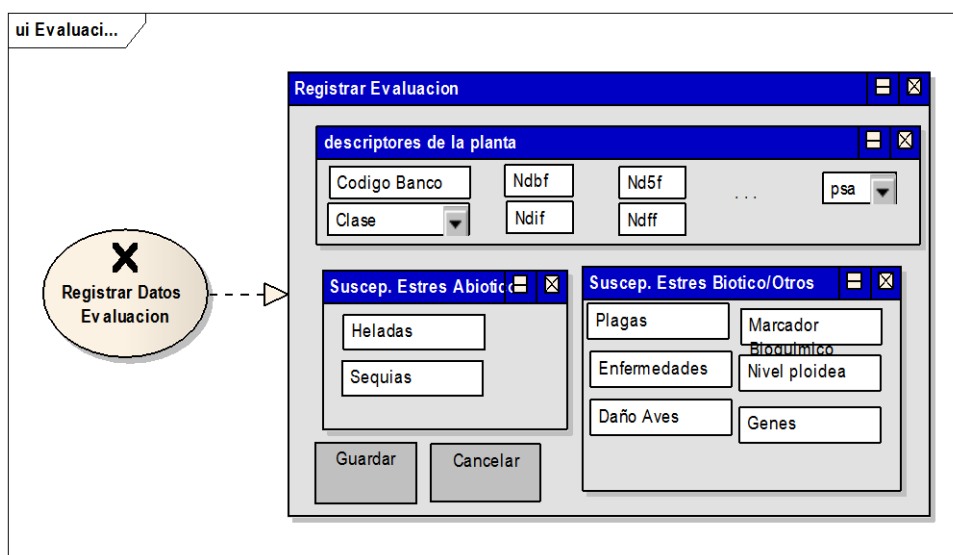 ui Evaluaci...
Registrar Evaluacion
descriptores de la planta
Codigo Banco
Ndbf
Nd5f
...
psa
Clase
Ndif
Ndff
Registrar Datos
Evaluacion
Suscep. Estres Abiotico
Heladas
Sequias
Suscep. Estres Biotico/Otros
Plagas
Marcador
Bioquimico
Enfermedades
Nivel ploidea
Daño Aves
Genes
Guardar
Cancelar